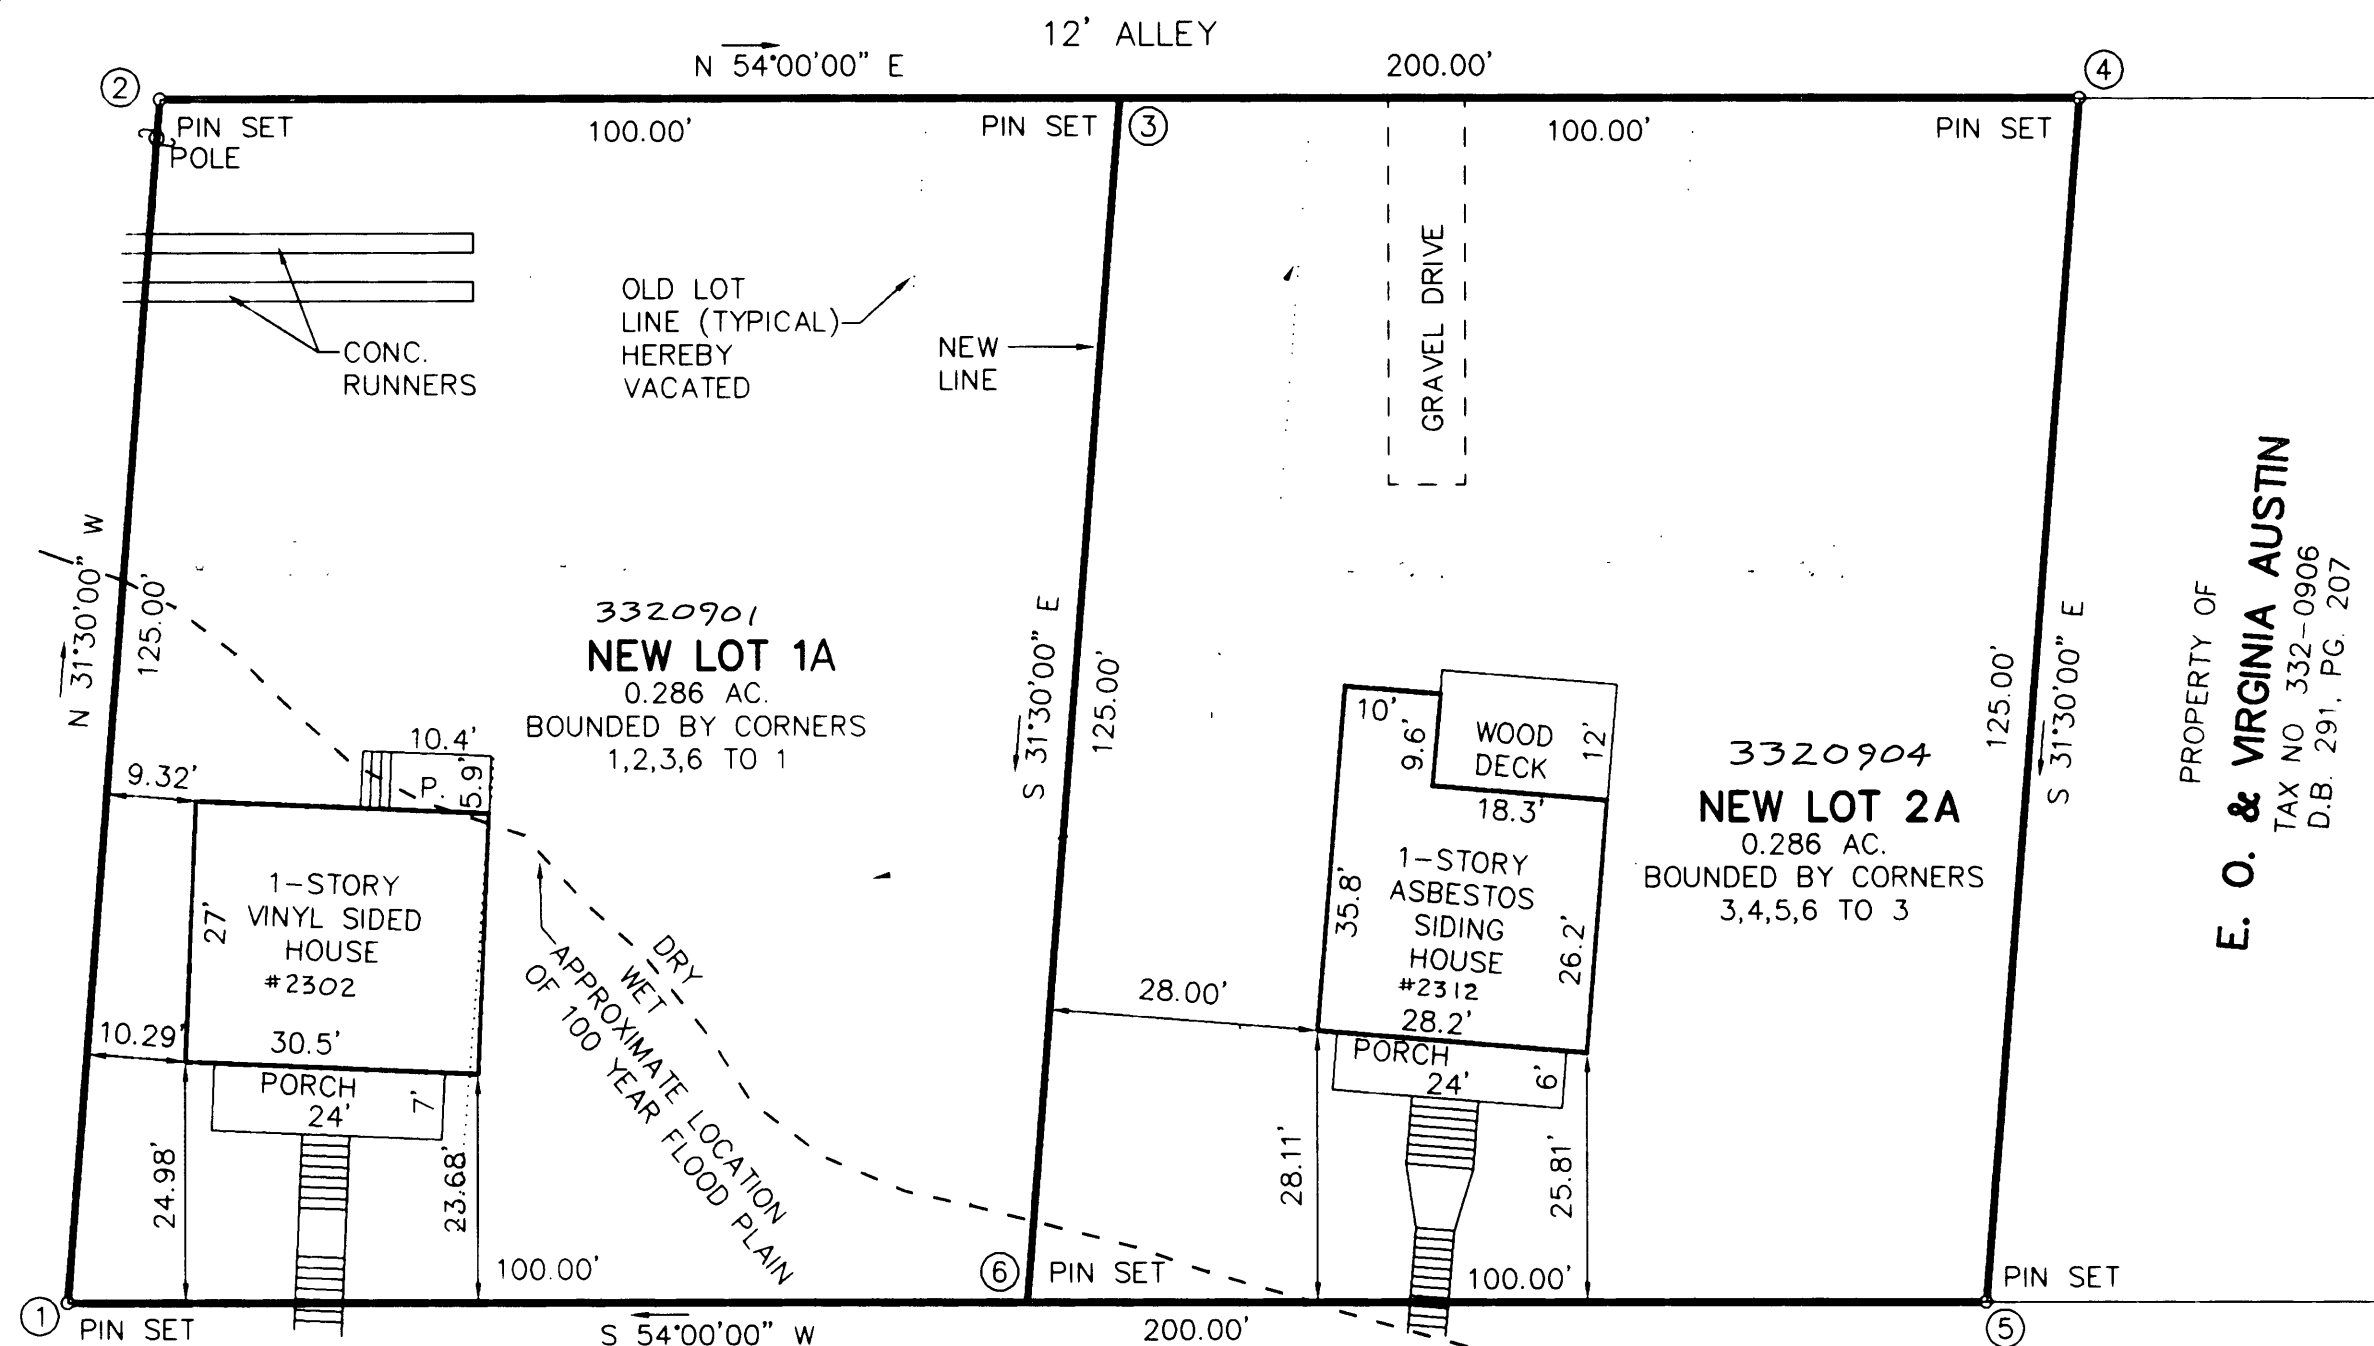 12' ALLEY
N 54°00'00" E
200.00'
2
4
PIN SET
POLE
100.00'
PIN SET
3
100.00'
PIN SET
OLD LOT
LINE (TYPICAL)
HEREBY
VACATED
NEW
LINE
CONC.
RUNNERS
GRAVEL DRIVE
N 31°30'00" W
125.00'
3320901
NEW LOT 1A
0.286 AC.
BOUNDED BY CORNERS
1,2,3,6 TO 1
S 31°30'00" E
125.00'
10.4'
5.9'
P.
9.32'
1-STORY
VINYL SIDED
HOUSE
#2302
27'
10.29'
30.5'
PORCH
24'
7'
24.98'
23.68'
DRY
WET
APPROXIMATE LOCATION
OF 100 YEAR FLOOD PLAIN
10'
9.6'
WOOD
DECK
12'
18.3'
3320904
NEW LOT 2A
0.286 AC.
BOUNDED BY CORNERS
3,4,5,6 TO 3
1-STORY
ASBESTOS
SIDING
HOUSE
#2312
35.8'
26.2'
28.00'
28.2'
PORCH
24'
6'
28.11'
25.81'
125.00'
S 31°30'00" E
PROPERTY OF
E. O. & VIRGINIA AUSTIN
TAX NO 332-0906
D.B. 291, PG. 207
100.00'
6
PIN SET
100.00'
PIN SET
1
PIN SET
S 54°00'00" W
200.00'
5